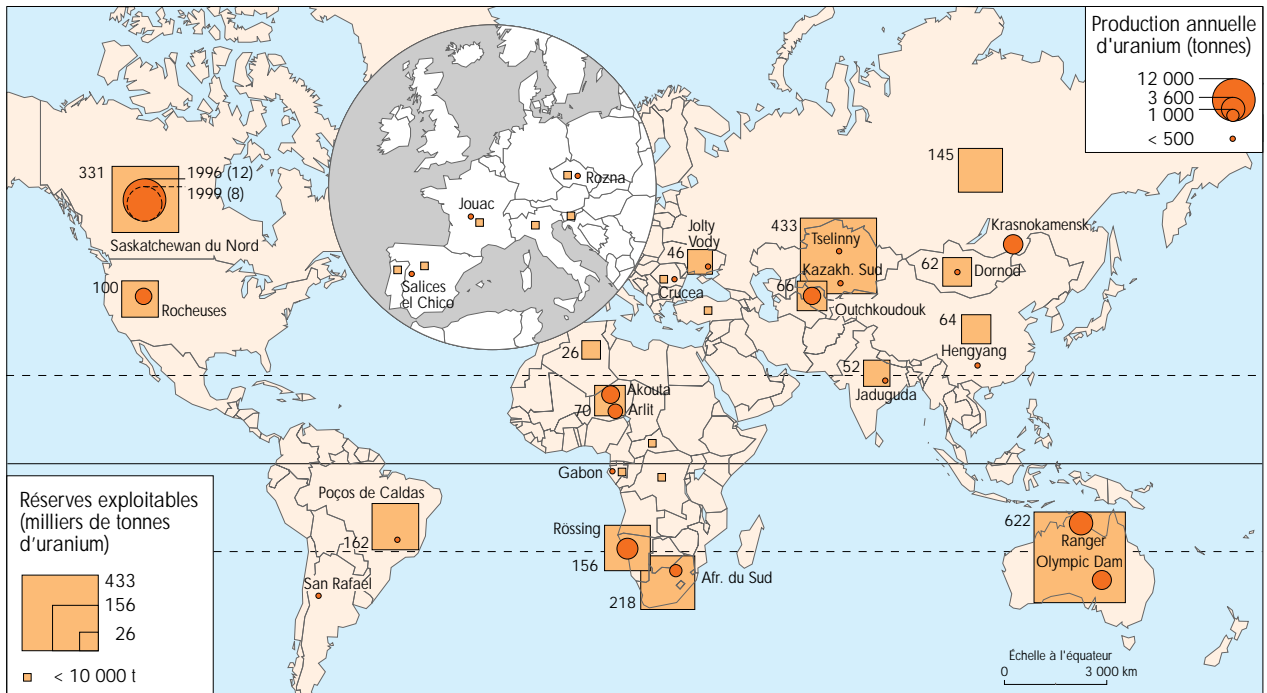 Production annuelle
d'uranium (tonnes)
12 000
3 600
1 000
< 500
331
1996 (12)
1999 (8)
Saskatchewan du Nord
100
Rocheuses
Rozna
Jouac
Salices
el Chico
Jolty
Vody
46
Crucea
433
Tselinny
Kazakh. Sud
66
Outchkoudouk
145
Krasnokamensk
62
Dornod
64
Hengyang
52
Jaduguda
26
Akouta
70
Arlit
Gabon
Poços de Caldas
162
San Rafael
Rössing
156
Afr. du Sud
218
622
Ranger
Olympic Dam
Réserves exploitables
(milliers de tonnes
d'uranium)
433
156
26
< 10 000 t
Échelle à l'équateur
0 3 000 km